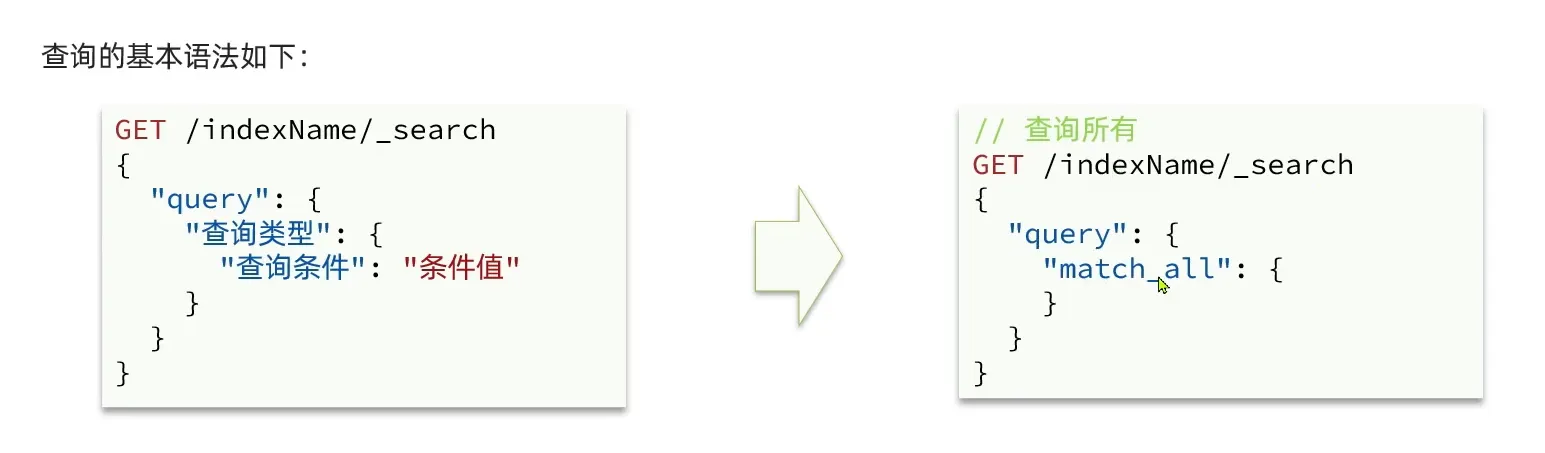 查询的基本语法如下：
GET /indexName/_search
{
  "query": {
    "查询类型": {
      "查询条件": "条件值"
    }
  }
}
// 查询所有
GET /indexName/_search
{
  "query": {
    "match_all": {
    }
  }
}